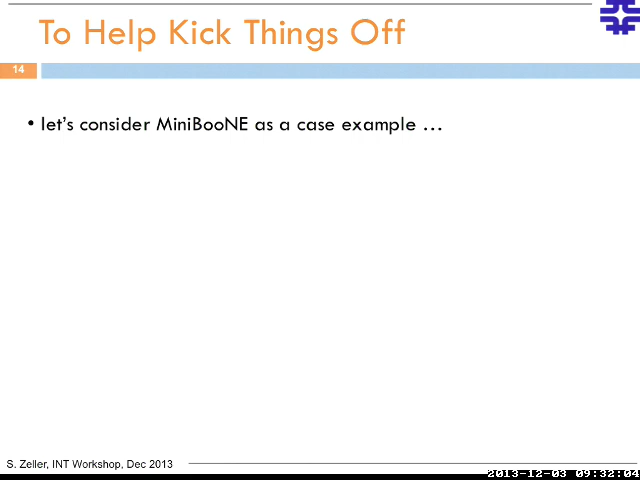 To Help Kick Things Off
14
• let's consider MiniBooNE as a case example …
S. Zeller, INT Workshop, Dec 2013
2013-12-03 09:32:04